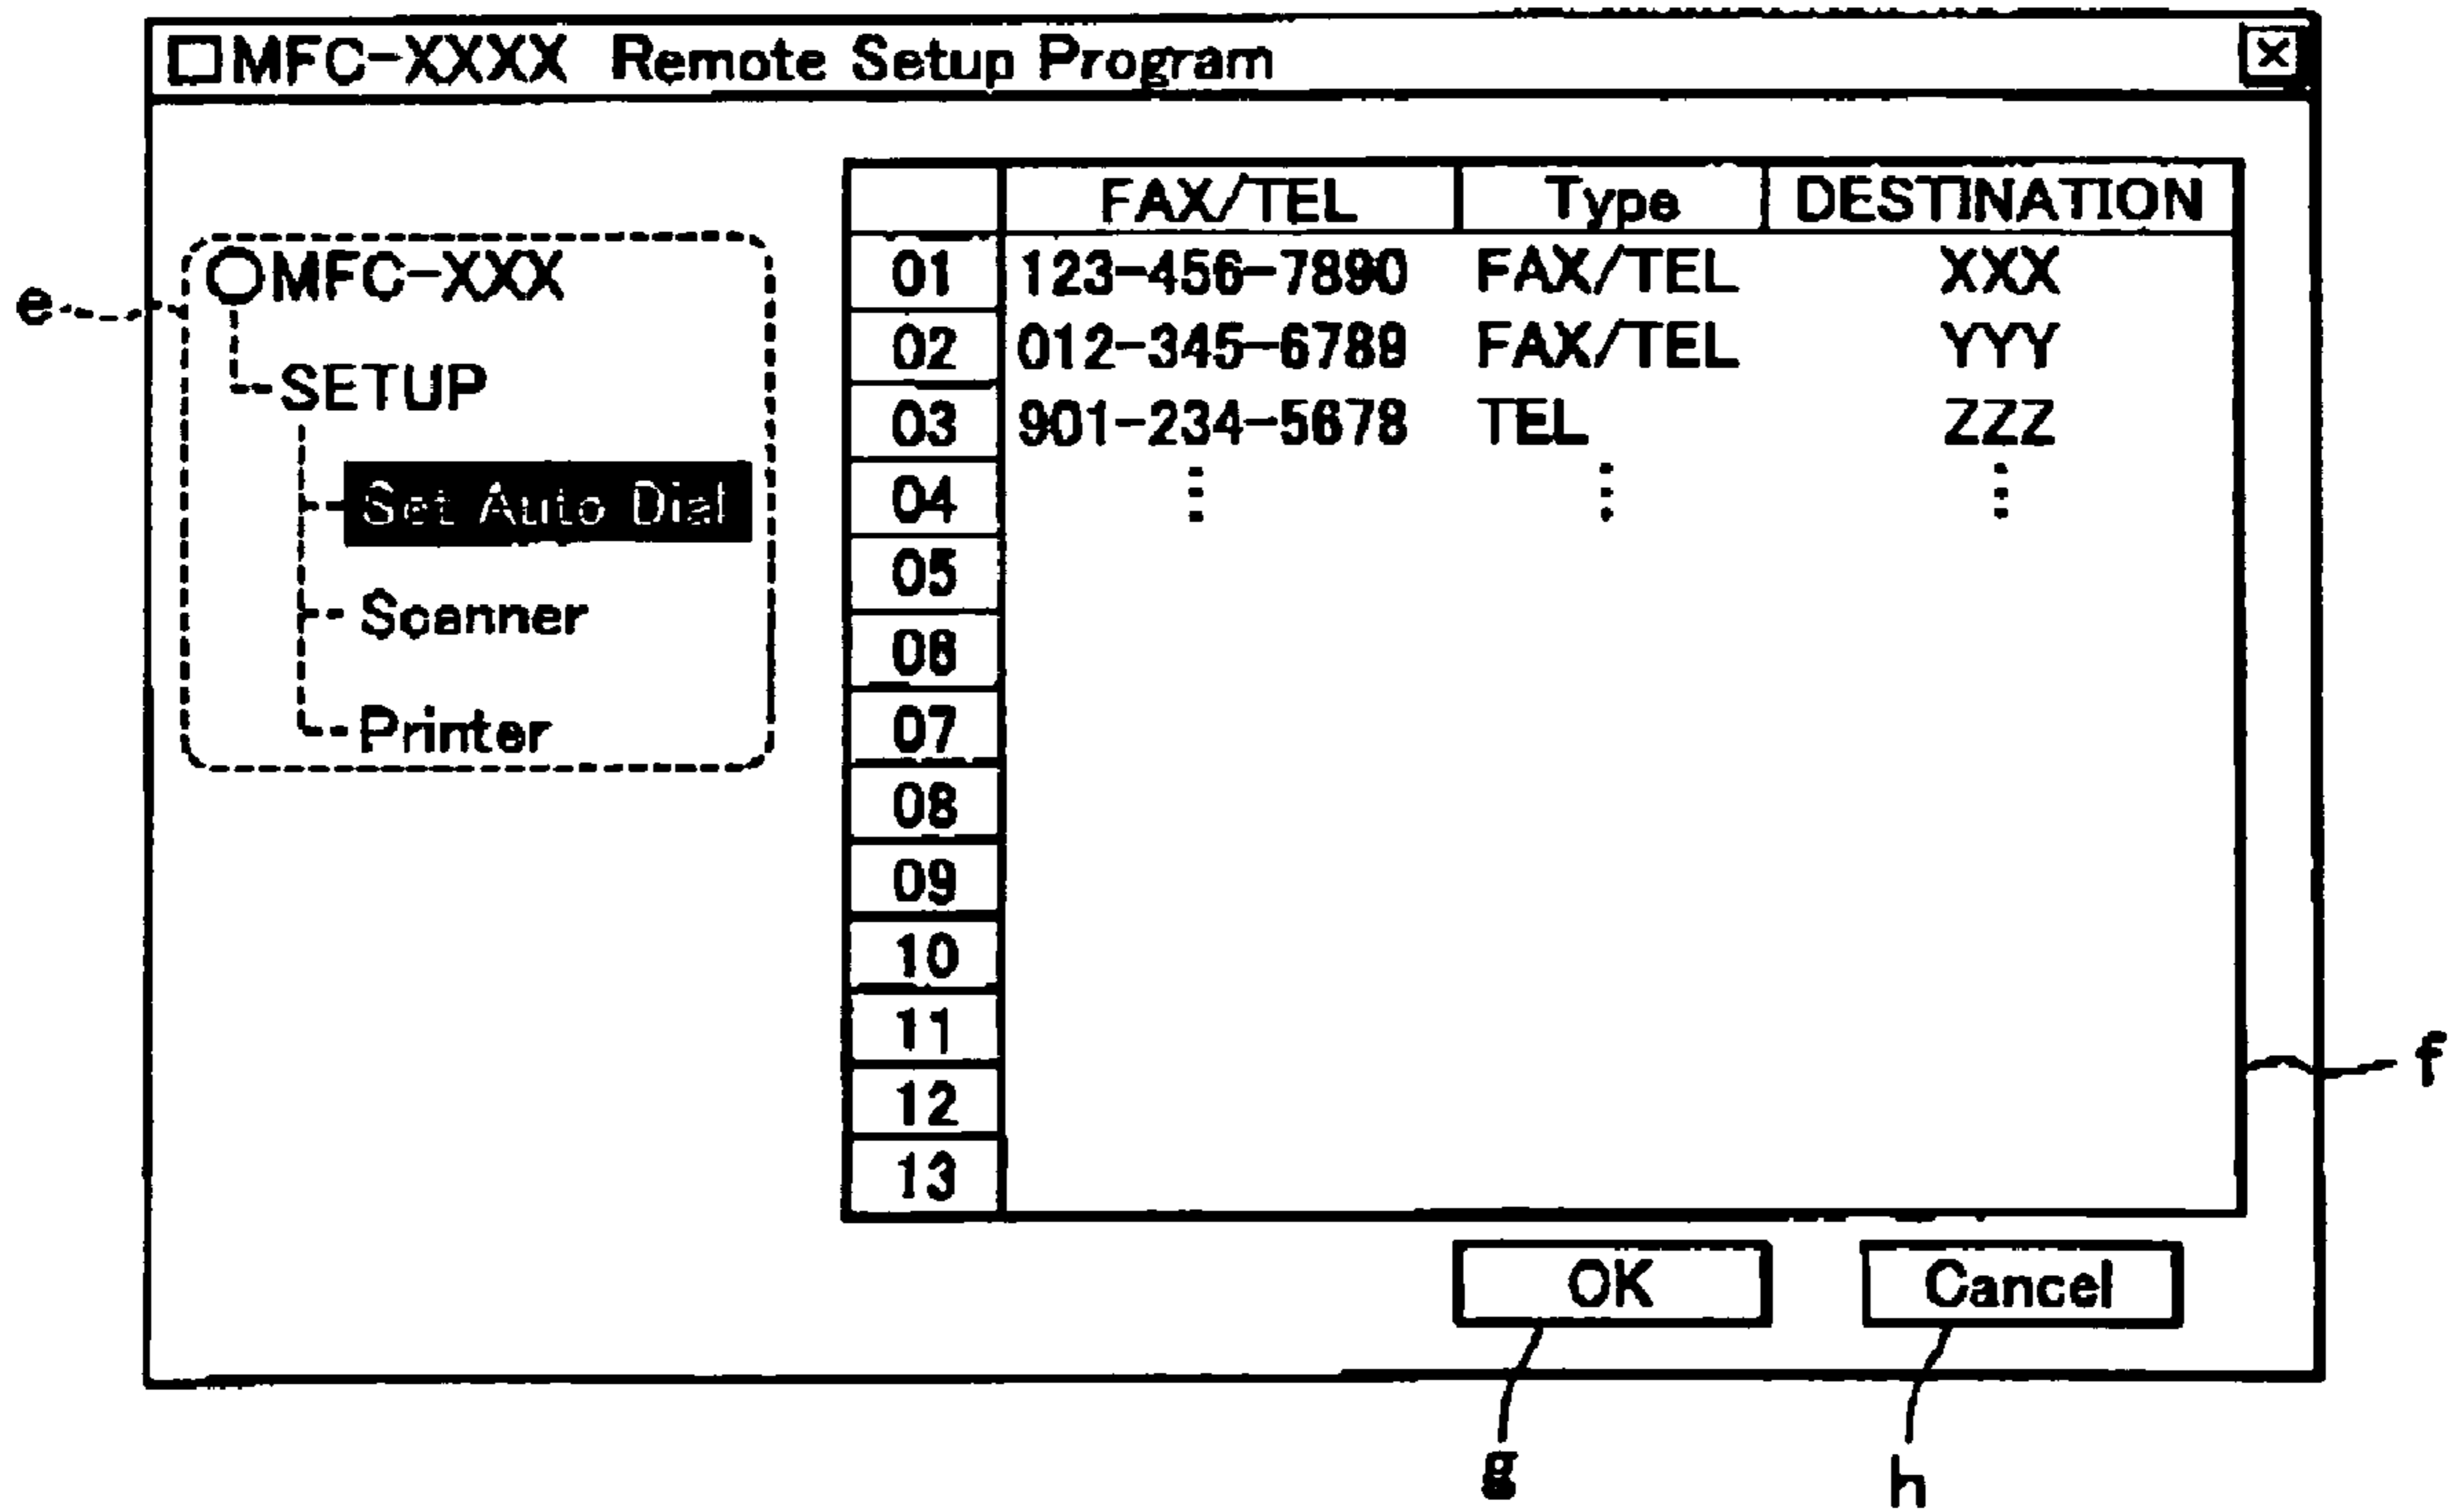 MFC-XXXX Remote Setup Program
FAX/TEL Type DESTINATION
e
MFC-XXX
SETUP
Set Auto Dial
Scanner
Printer
01 123-456-7890 FAX/TEL XXX
02 012-345-6789 FAX/TEL YYY
03 901-234-5678 TEL ZZZ
04
05
06
07
08
09
10
11
12
13
f
OK Cancel
g h